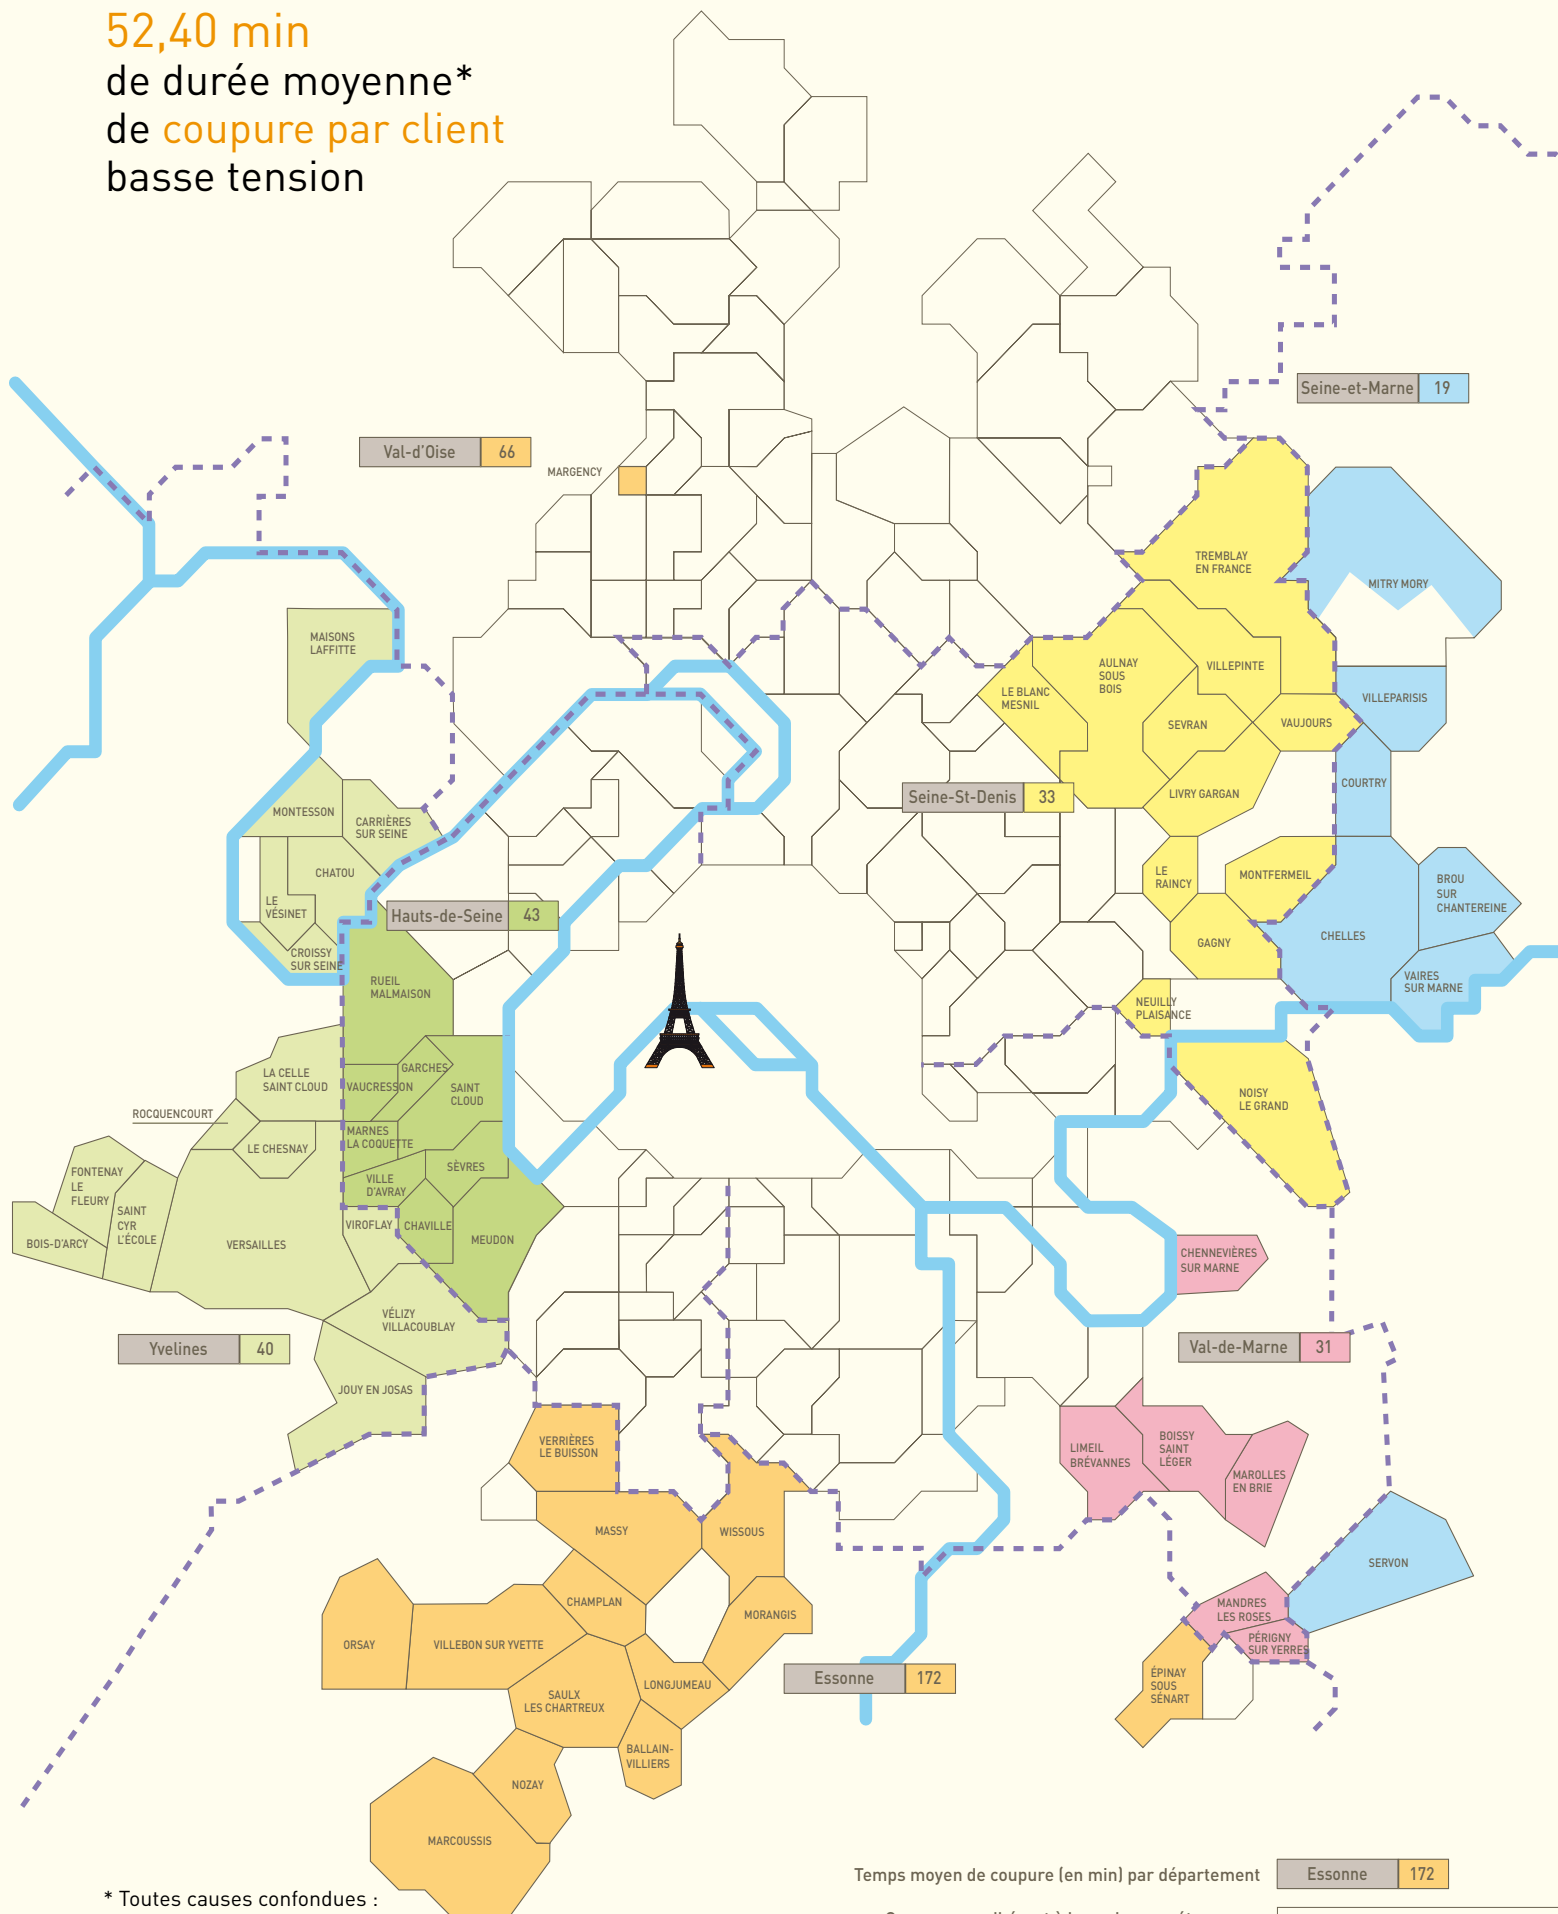 52,40 min
de durée moyenne*
de coupure par client
basse tension
Seine-et-Marne 19
Val-d'Oise 66
MARGENCY
TREMBLAY
EN FRANCE
MITRY MORY
MAISONS
LAFFITTE
AULNAY
SOUS
BOIS
VILLEPINTE
LE BLANC
MESNIL
VILLEPARISIS
SEVRAN
VAUJOURS
COURTRY
Seine-St-Denis 33
LIVRY GARGAN
MONTESSON
CARRIÈRES
SUR SEINE
CHATOU
LE
RAINCY
MONTFERMEIL
BROU
SUR
CHANTEREINE
LE
VÉSINET
Hauts-de-Seine 43
CHELLES
GAGNY
CROISSY
SUR SEINE
RUEIL
MALMAISON
VAIRES
SUR MARNE
NEUILLY
PLAISANCE
LA CELLE
SAINT CLOUD
VAUCRESSON
GARCHES
SAINT
CLOUD
NOISY
LE GRAND
ROCQUENCOURT
MARNES
LA COQUETTE
LE CHESNAY
SÈVRES
FONTENAY
LE
FLEURY
VILLE
D'AVRAY
SAINT
CYR
L'ÉCOLE
VIROFLAY
CHAVILLE
BOIS-D'ARCY
VERSAILLES
MEUDON
CHENNEVIÈRES
SUR MARNE
VÉLIZY
VILLACOUBLAY
Yvelines 40
Val-de-Marne 31
JOUY EN JOSAS
VERRIÈRES
LE BUISSON
LIMEIL
BRÉVANNES
BOISSY
SAINT
LÉGER
MAROLLES
EN BRIE
MASSY
WISSOUS
SERVON
CHAMPLAN
MORANGIS
MANDRES
LES ROSES
ORSAY
VILLEBON SUR YVETTE
PÉRIGNY
SUR YERRES
Essonne 172
LONGJUMEAU
SAULX
LES CHARTREUX
ÉPINAY
SOUS
SÉNART
BALLAIN-
VILLIERS
NOZAY
MARCOUSSIS
Temps moyen de coupure (en min) par département Essonne 172
* Toutes causes confondues :